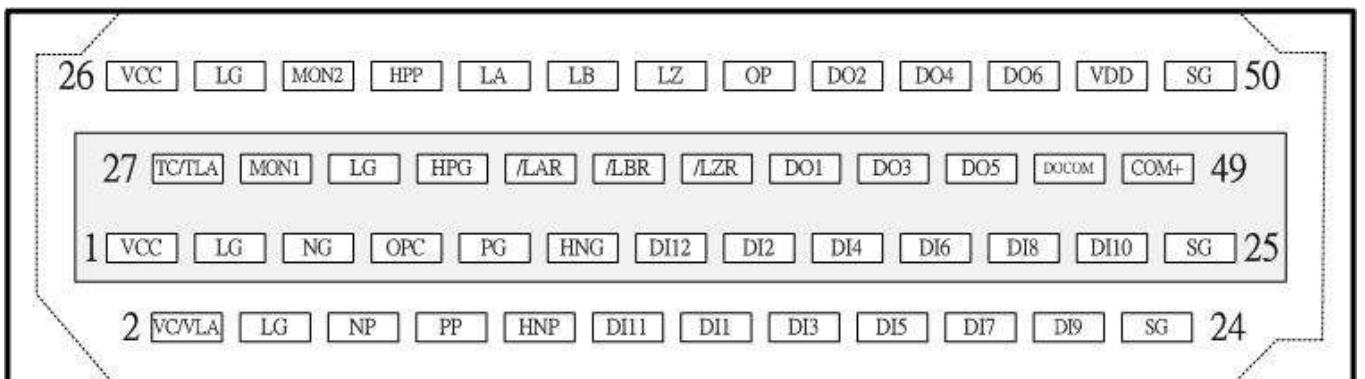 26 VCC LG MON2 HPP LA LB LZ OP DO2 DO4 DO6 VDD SG 50
27 TC/TLA MON1 LG HPG /LAR /LBR /LZR DO1 DO3 DO5 DOCOM COM+ 49
1 VCC LG NG OPC PG HNG DI12 DI2 DI4 DI6 DI8 DI10 SG 25
2 VC/VLA LG NP PP HNP DI11 DI1 DI3 DI5 DI7 DI9 SG 24